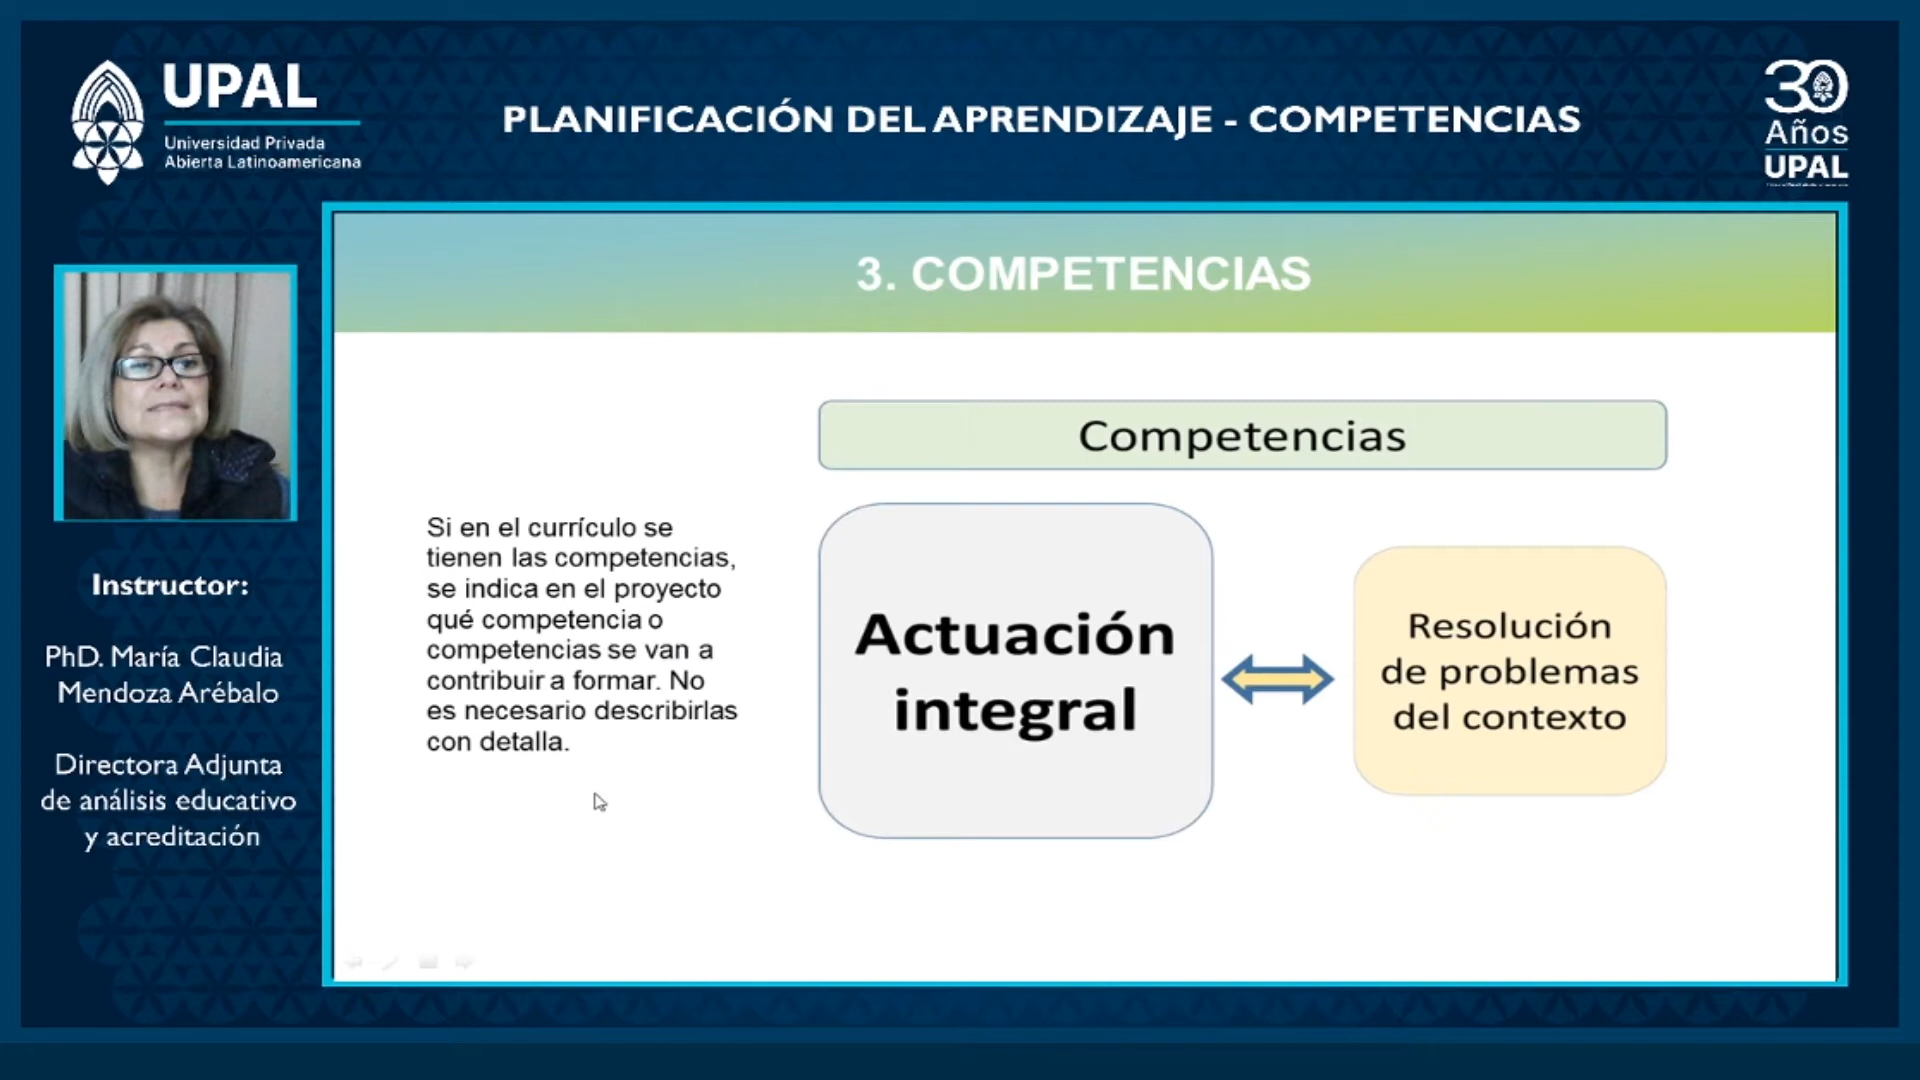 UPAL
Universidad Privada
Abierta Latinoamericana
PLANIFICACIÓN DEL APRENDIZAJE - COMPETENCIAS
30
Años
UPAL
3. COMPETENCIAS
Competencias
Si en el currículo se
tienen las competencias,
se indica en el proyecto
qué competencia o
competencias se van a
contribuir a formar. No
es necesario describirlas
con detalla.
Actuación
integral
Resolución
de problemas
del contexto
Instructor:
PhD. María Claudia
Mendoza Arébalo
Directora Adjunta
de análisis educativo
y acreditación